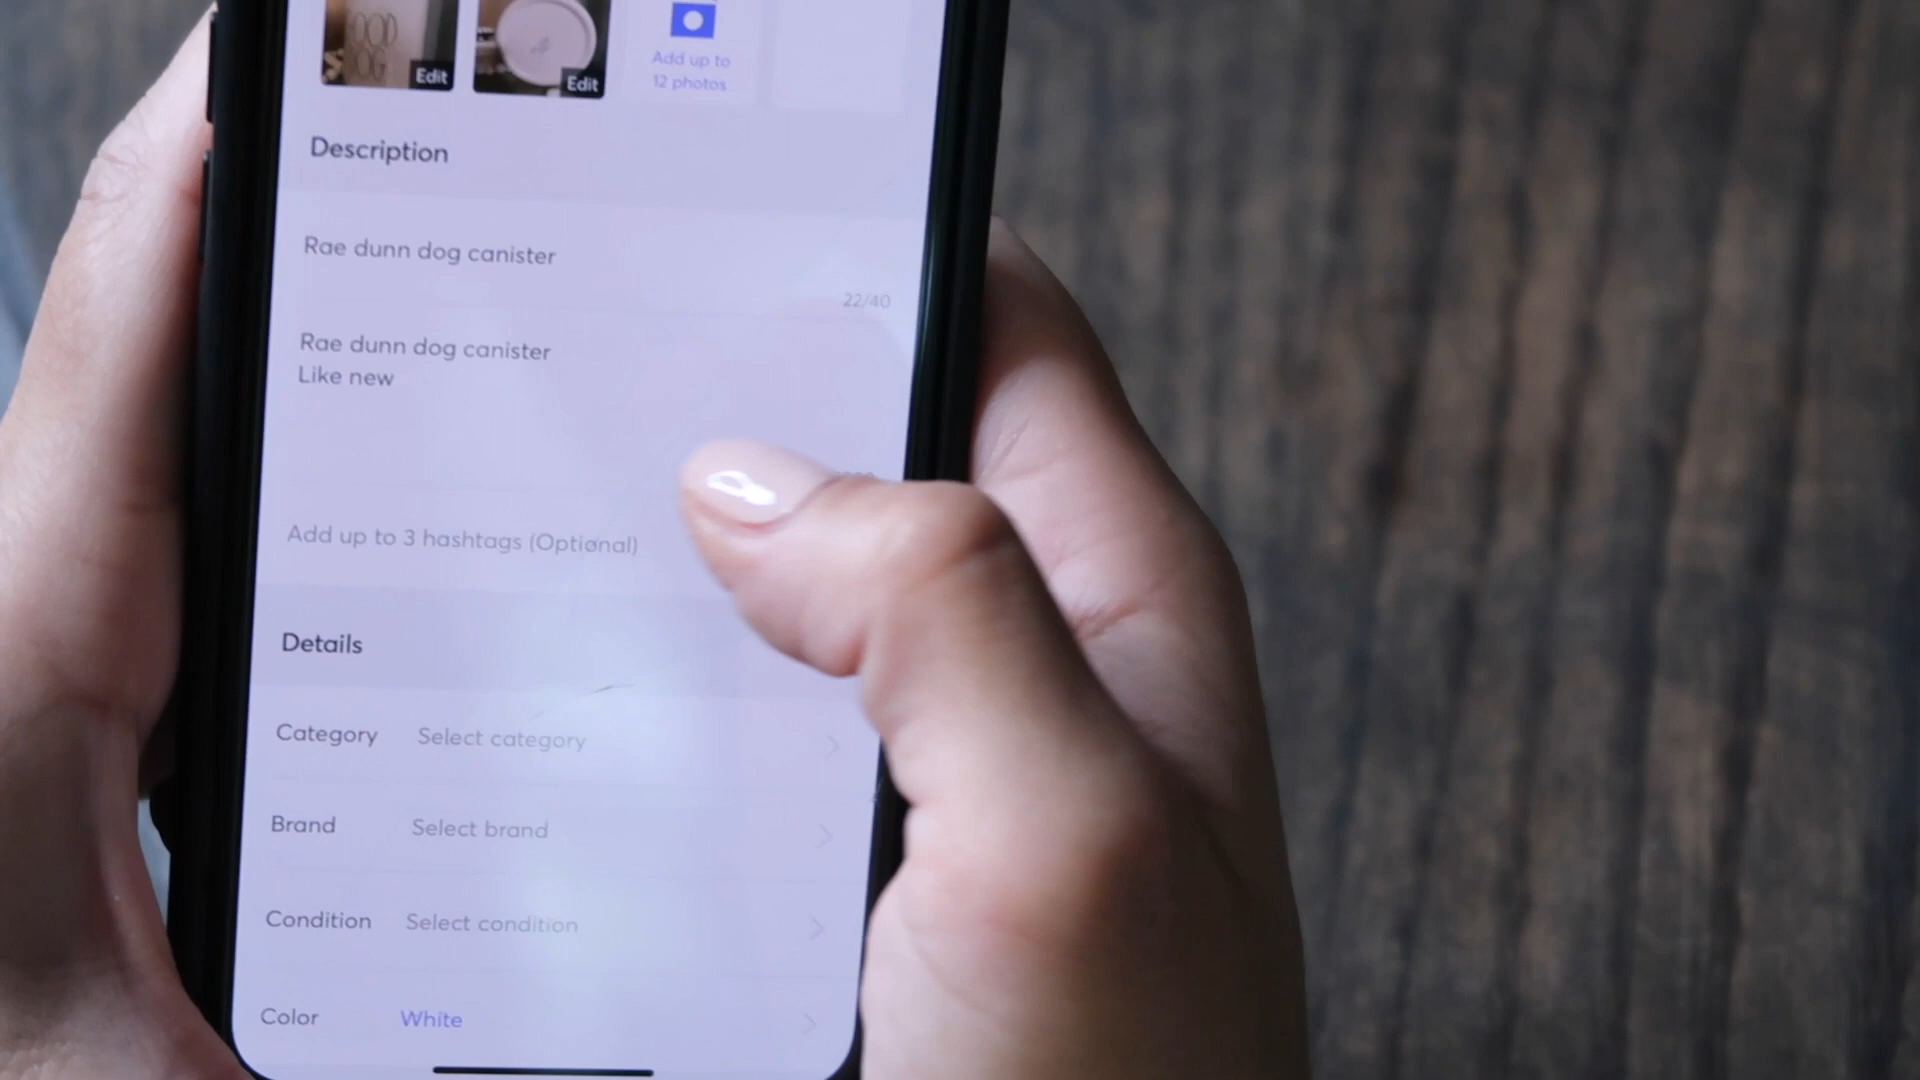 OOD
OG
Edit
Edit
Add up to
12 photos
Description
Rae dunn dog canister
22/40
Rae dunn dog canister
Like new
Add up to 3 hashtags (Optional)
Details
Category Select category
Brand Select brand
Condition Select condition
Color White